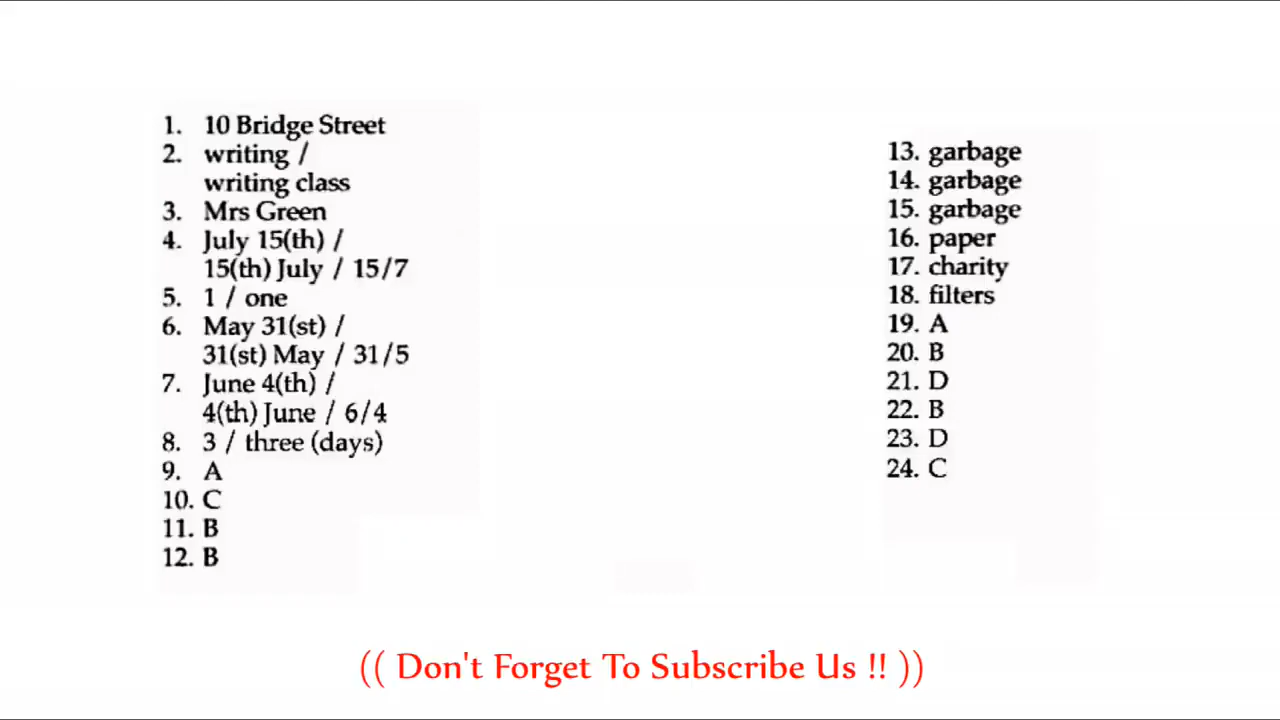 1. 10 Bridge Street
2. writing /
writing class
3. Mrs Green
4. July 15(th) /
15(th) July / 15/7
5. 1 / one
6. May 31(st) /
31(st) May / 31/5
7. June 4(th) /
4(th) June / 6/4
8. 3 / three (days)
9. A
10. C
11. B
12. B
13. garbage
14. garbage
15. garbage
16. paper
17. charity
18. filters
19. A
20. B
21. D
22. B
23. D
24. C
(( Don't Forget To Subscribe Us !! ))